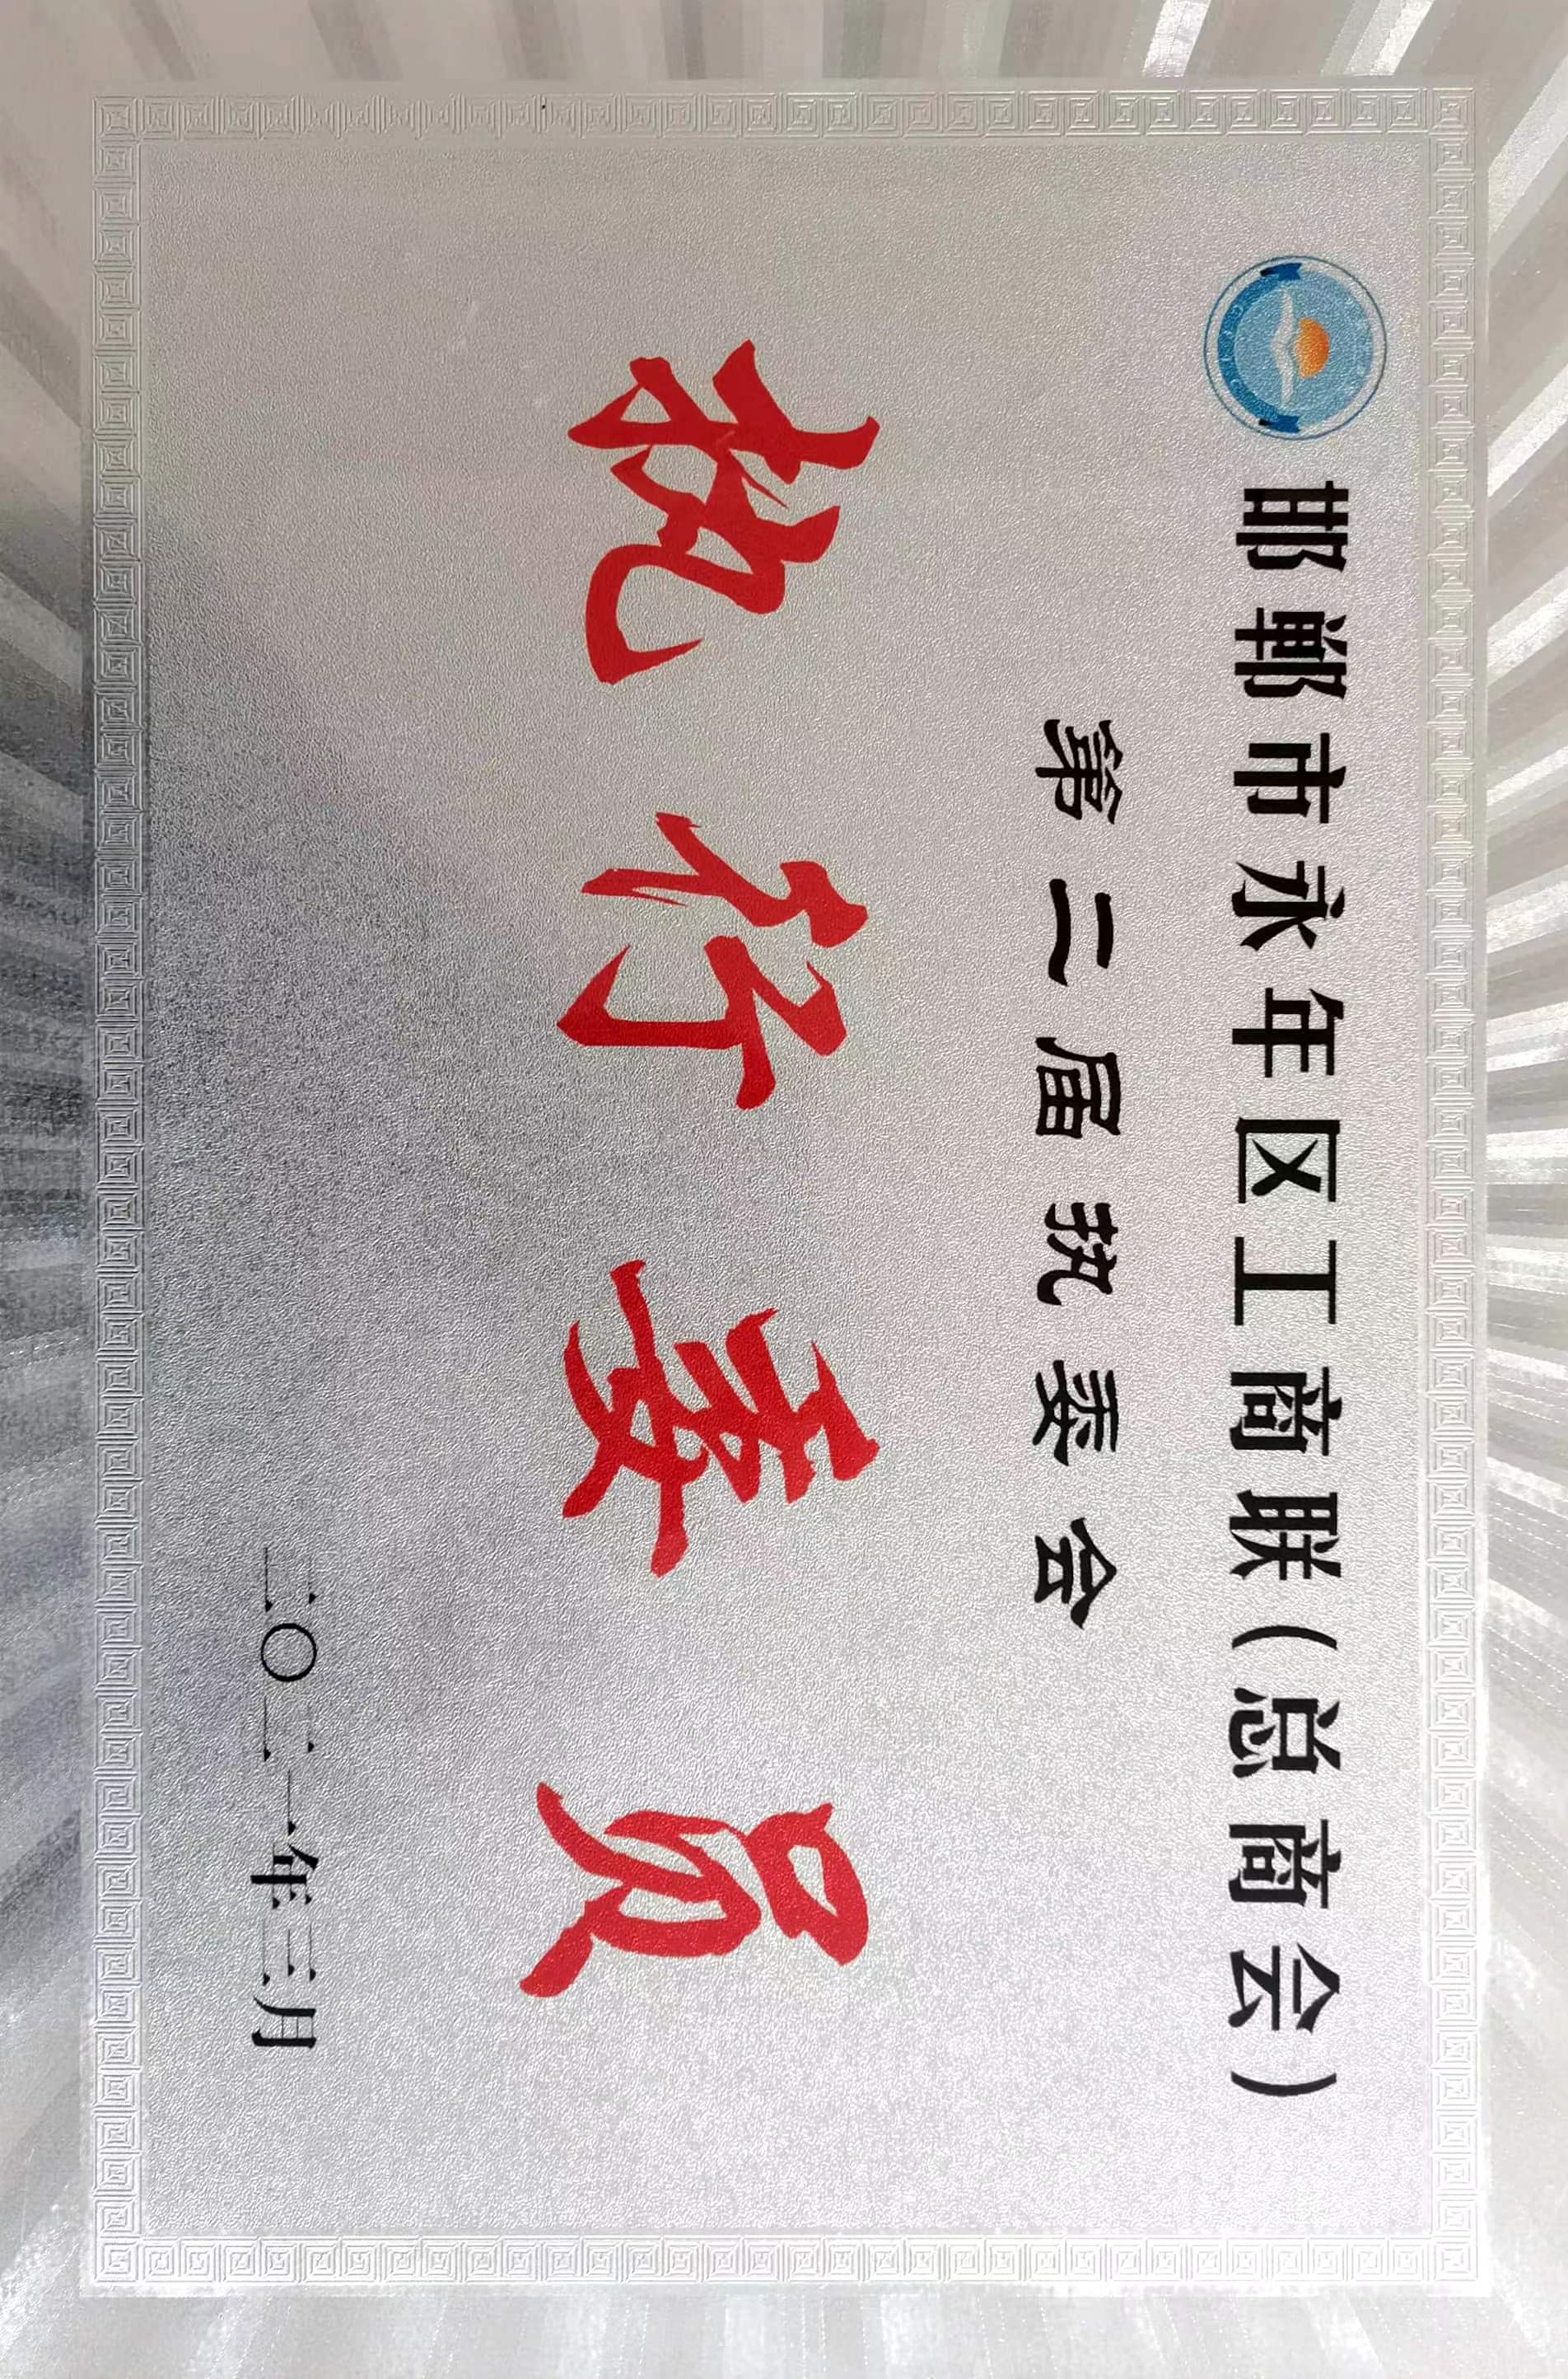 邯郸市永年区工商联(总商会)
第二届执委会
执行委员
二〇二一年三月